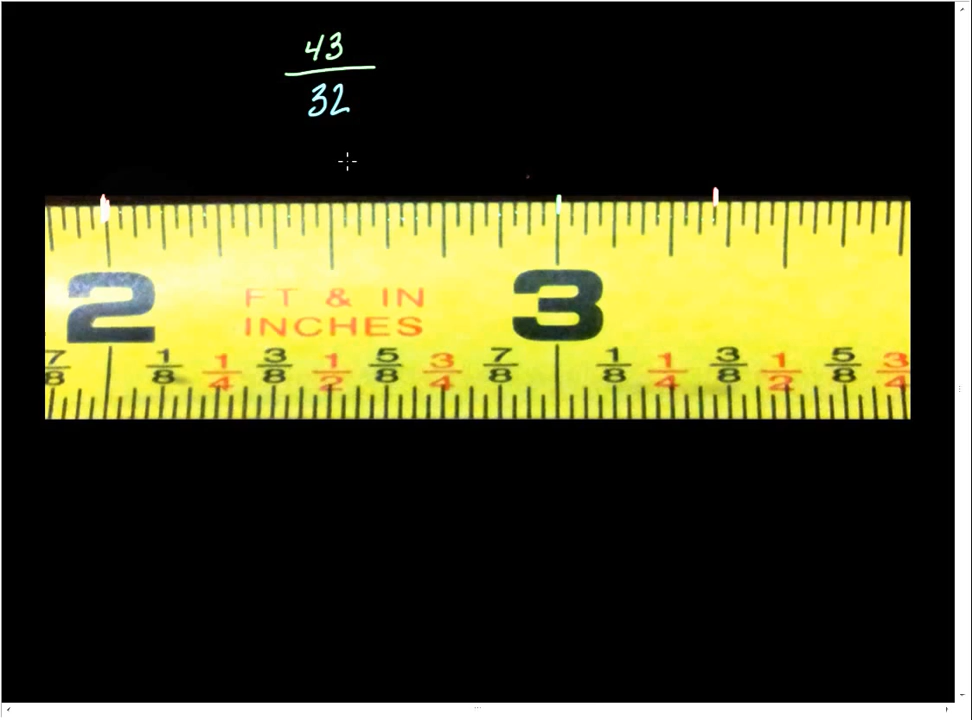 43
32
2 FT & IN 3
INCHES
7/8 1/8 1/4 3/8 1/2 5/8 3/4 7/8 1/8 1/4 3/8 1/2 5/8 3/4